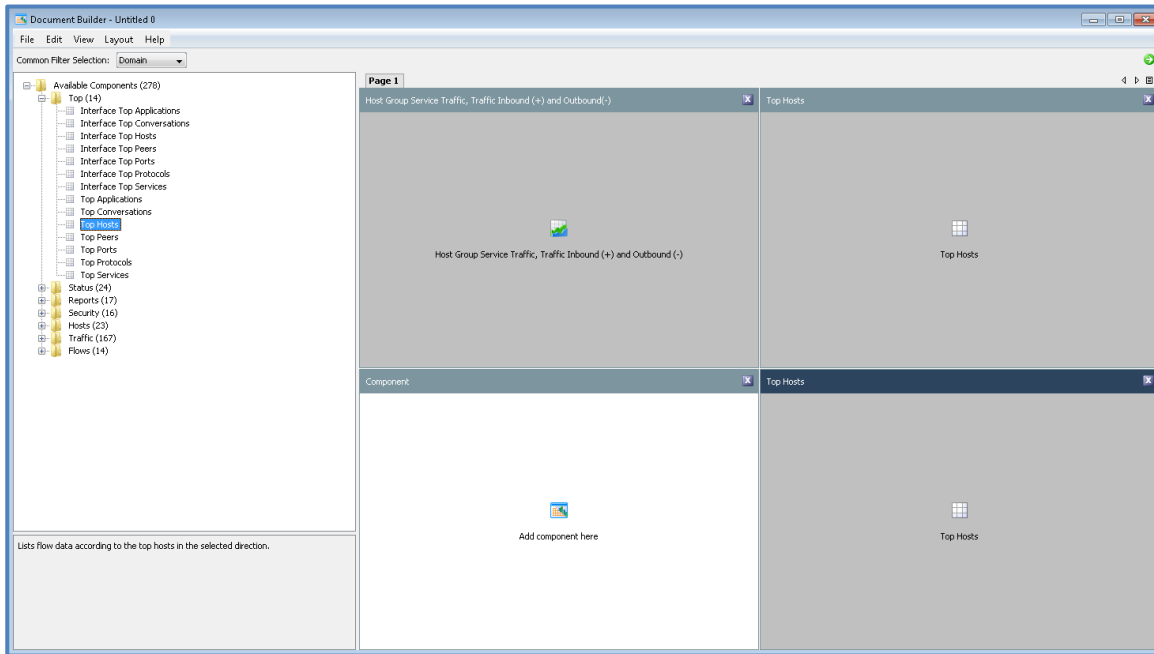 Document Builder - Untitled 0
File Edit View Layout Help
Common Filter Selection: Domain
Available Components (278)
Top (14)
Interface Top Applications
Interface Top Conversations
Interface Top Hosts
Interface Top Peers
Interface Top Ports
Interface Top Protocols
Interface Top Services
Top Applications
Top Conversations
Top Hosts
Top Peers
Top Ports
Top Protocols
Top Services
Status (24)
Reports (17)
Security (16)
Hosts (23)
Traffic (167)
Flows (14)
Lists flow data according to the top hosts in the selected direction.
Page 1
Host Group Service Traffic, Traffic Inbound (+) and Outbound(-)
Host Group Service Traffic, Traffic Inbound (+) and Outbound (-)
Top Hosts
Top Hosts
Component
Add component here
Top Hosts
Top Hosts